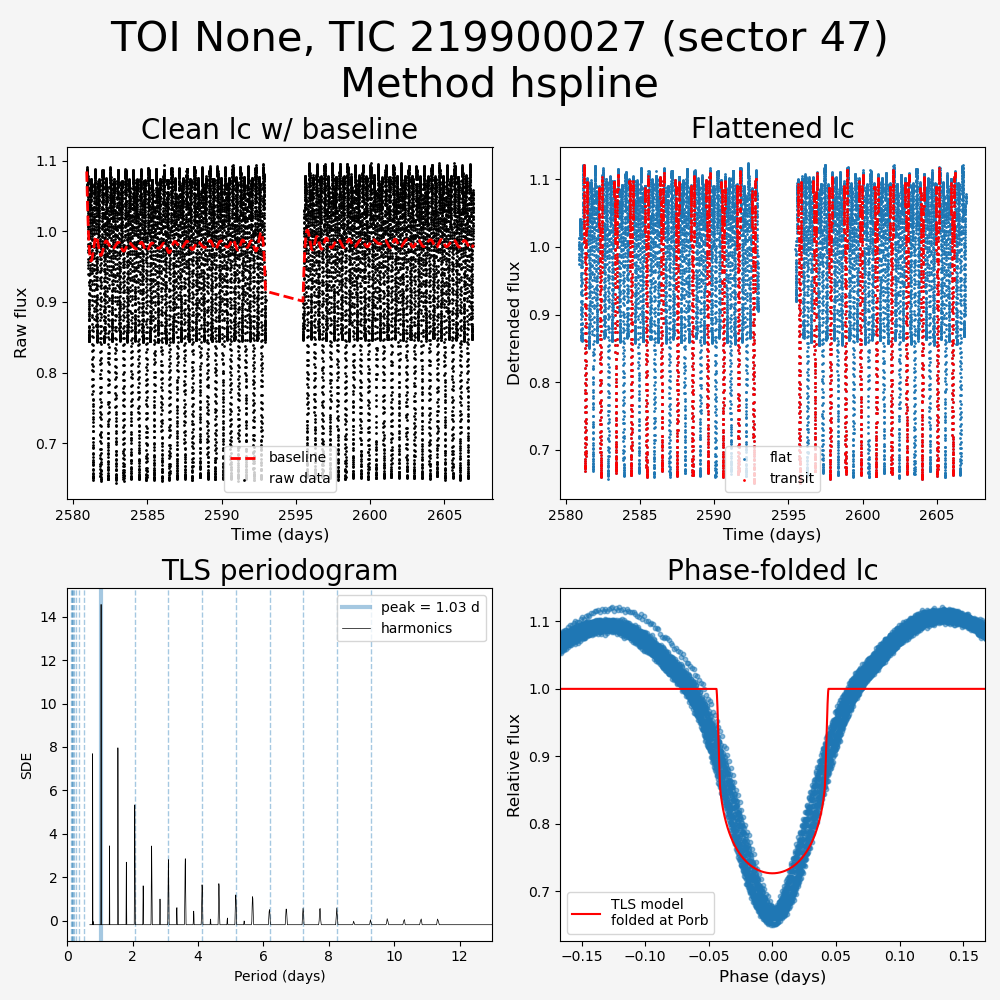 TOI None, TIC 219900027 (sector 47)
Method hspline
Clean lc w/ baseline
Raw flux
1.1
1.0
0.9
0.8
0.7
baseline
raw data
2580 2585 2590 2595 2600 2605
Time (days)
Flattened lc
Detrended flux
1.1
1.0
0.9
0.8
0.7
flat
transit
2580 2585 2590 2595 2600 2605
Time (days)
TLS periodogram
SDE
14
12
10
8
6
4
2
0
peak = 1.03 d
harmonics
0 2 4 6 8 10 12
Period (days)
Phase-folded lc
Relative flux
1.1
1.0
0.9
0.8
0.7
TLS model
folded at Porb
−0.15 −0.10 −0.05 0.00 0.05 0.10 0.15
Phase (days)